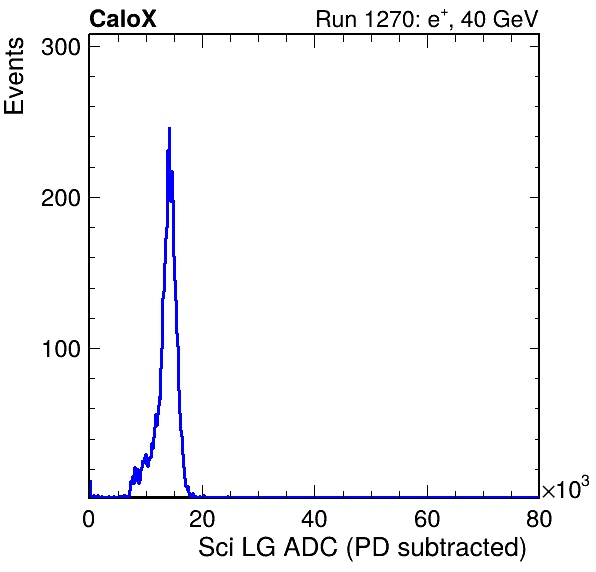 CaloX Run 1270: e⁺, 40 GeV
Events
300
200
100
0 20 40 60 80
×10³
Sci LG ADC (PD subtracted)